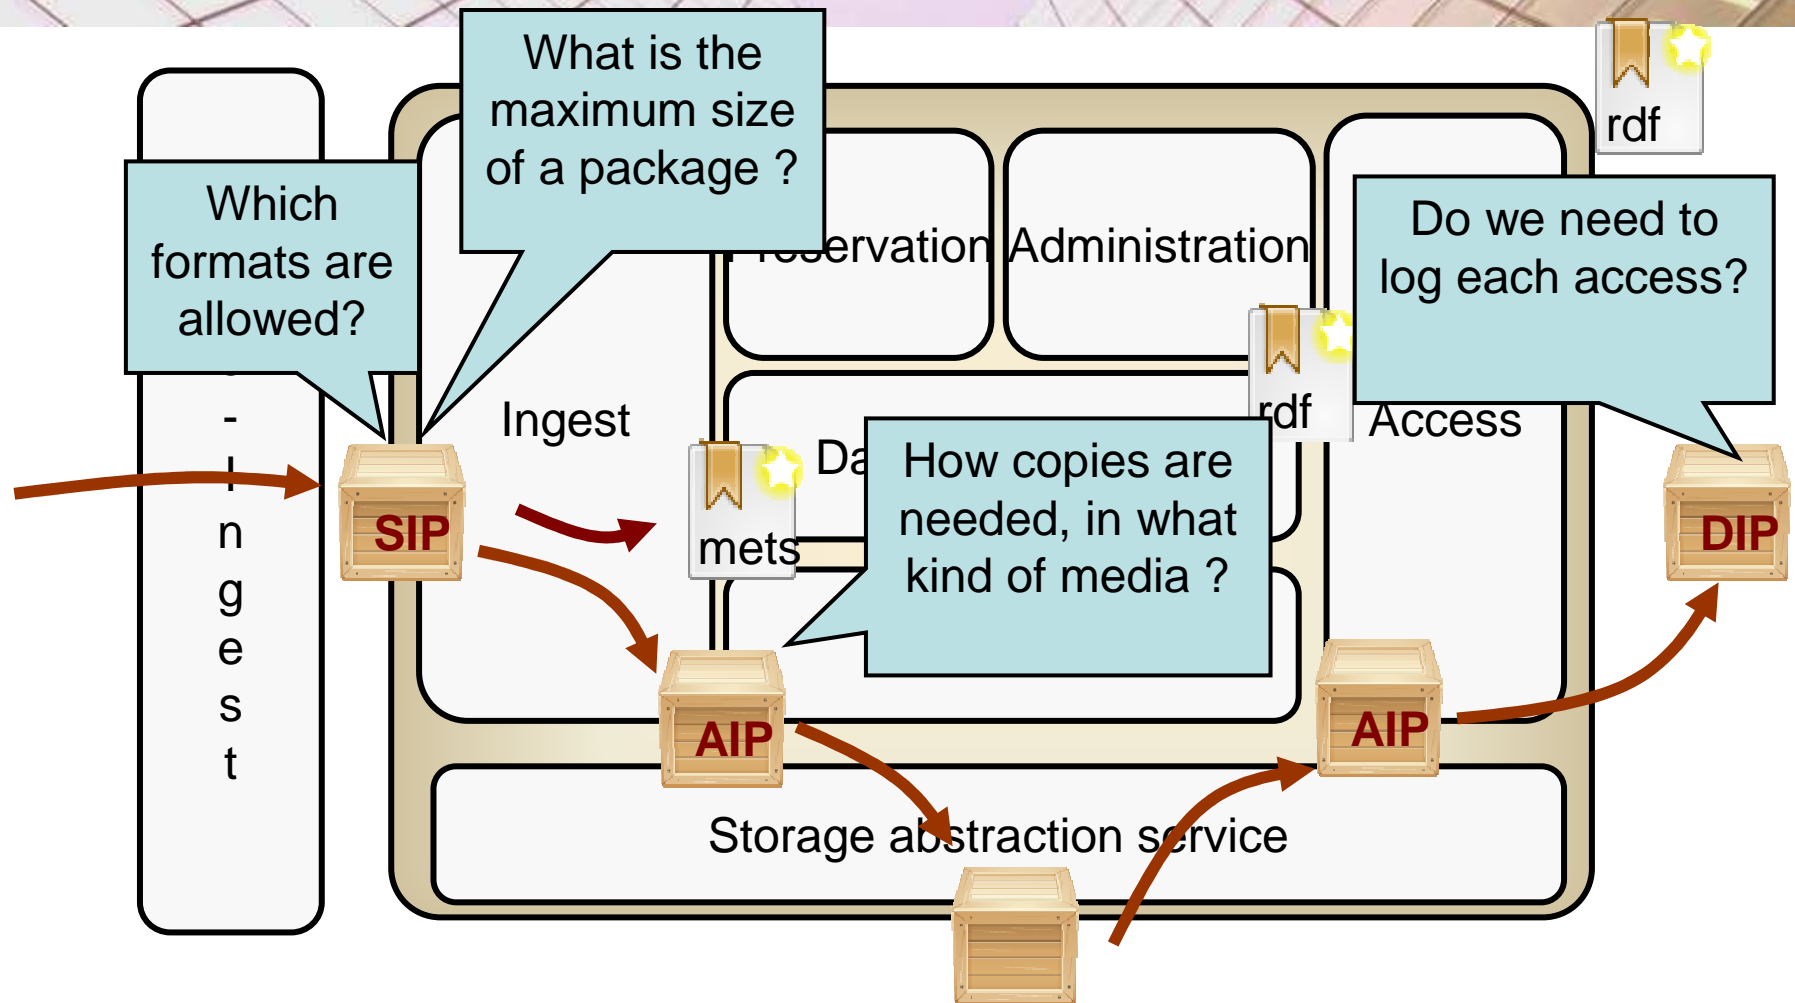 What is the
maximum size
of a package ?
rdf
Which
formats are
allowed?
Do we need to
log each access?
servation
Administration
Ingest
rdf
Access
-
I
n
g
e
s
t
SIP
mets
Da
How copies are
needed, in what
kind of media ?
DIP
AIP
AIP
Storage abstraction service